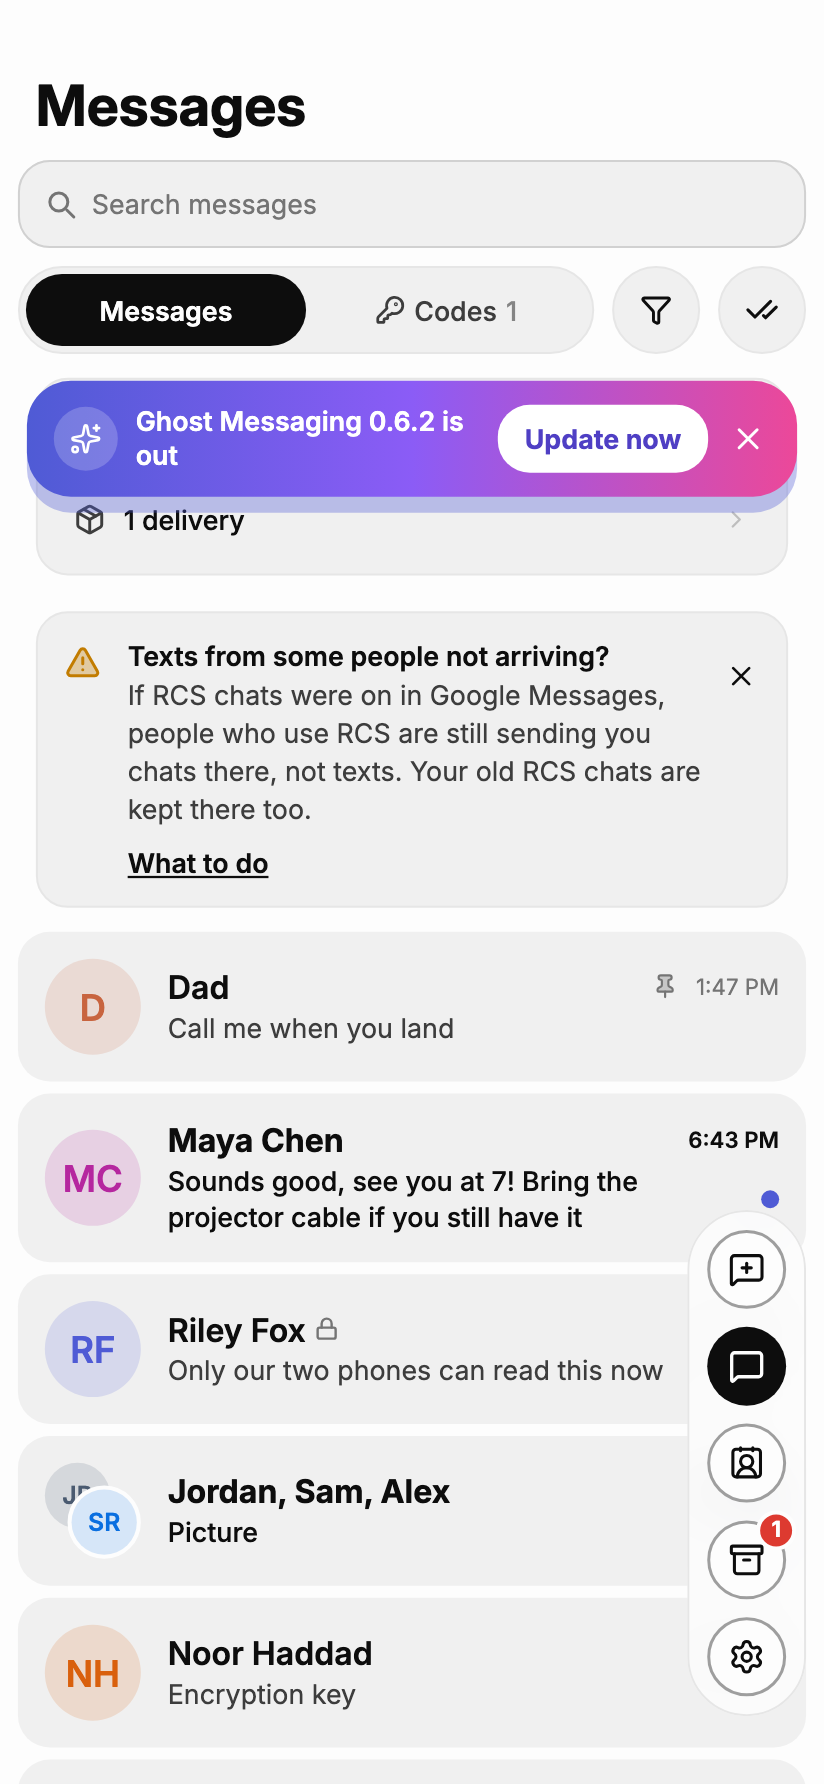 Messages
Search messages
Messages
Codes 1
Ghost Messaging 0.6.2 is
out
Update now
1 delivery
Texts from some people not arriving?
If RCS chats were on in Google Messages,
people who use RCS are still sending you
chats there, not texts. Your old RCS chats are
kept there too.
What to do
D
Dad
1:47 PM
Call me when you land
MC
Maya Chen
6:43 PM
Sounds good, see you at 7! Bring the
projector cable if you still have it
RF
Riley Fox
Only our two phones can read this now
SR
Jordan, Sam, Alex
Picture
1
NH
Noor Haddad
Encryption key